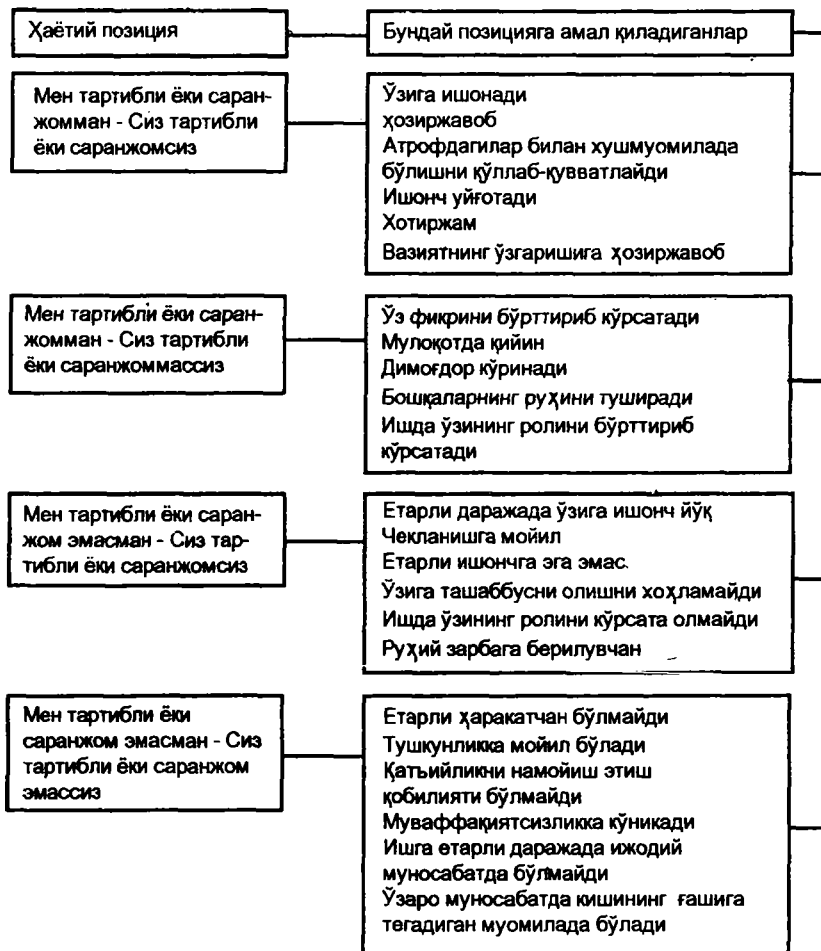 Ҳаётий позиция
Бундай позицияга амал қиладиганлар
Мен тартибли ёки саран-
жомман - Сиз тартибли
ёки саранжомсиз
Ўзига ишонади
ҳозиржавоб
Атрофдагилар билан хушмуомилада
бўлишни қўллаб-қувватлайди
Ишонч уйғотади
Хотиржам
Вазиятнинг ўзгаришига ҳозиржавоб
Мен тартибли ёки саран-
жомман - Сиз тартибли
ёки саранжоммассиз
Ўз фикрини бўрттириб кўрсатади
Мулоқотда қийин
Димоғдор кўринади
Бошқаларнинг руҳини туширади
Ишда ўзининг ролини бўрттириб
кўрсатади
Мен тартибли ёки саран-
жом эмасман - Сиз тар-
тибли ёки саранжомсиз
Етарли даражада ўзига ишонч йўқ
Чекланишга мойил
Етарли ишончга эга эмас.
Ўзига ташаббусни олишни хоҳламайди
Ишда ўзининг ролини кўрсата олмайди
Руҳий зарбага берилувчан
Мен тартибли ёки
саранжом эмасман - Сиз
тартибли ёки саранжом
эмассиз
Етарли ҳаракатчан бўлмайди
Тушкунликка мойил бўлади
Қатъийликни намойиш этиш
қобилияти бўлмайди
Муваффақиятсизликка кўникади
Ишга етарли даражада ижодий
муносабатда бўлмайди
Ўзаро муносабатда кишининг ғашига
тегадиган муомилада бўлади